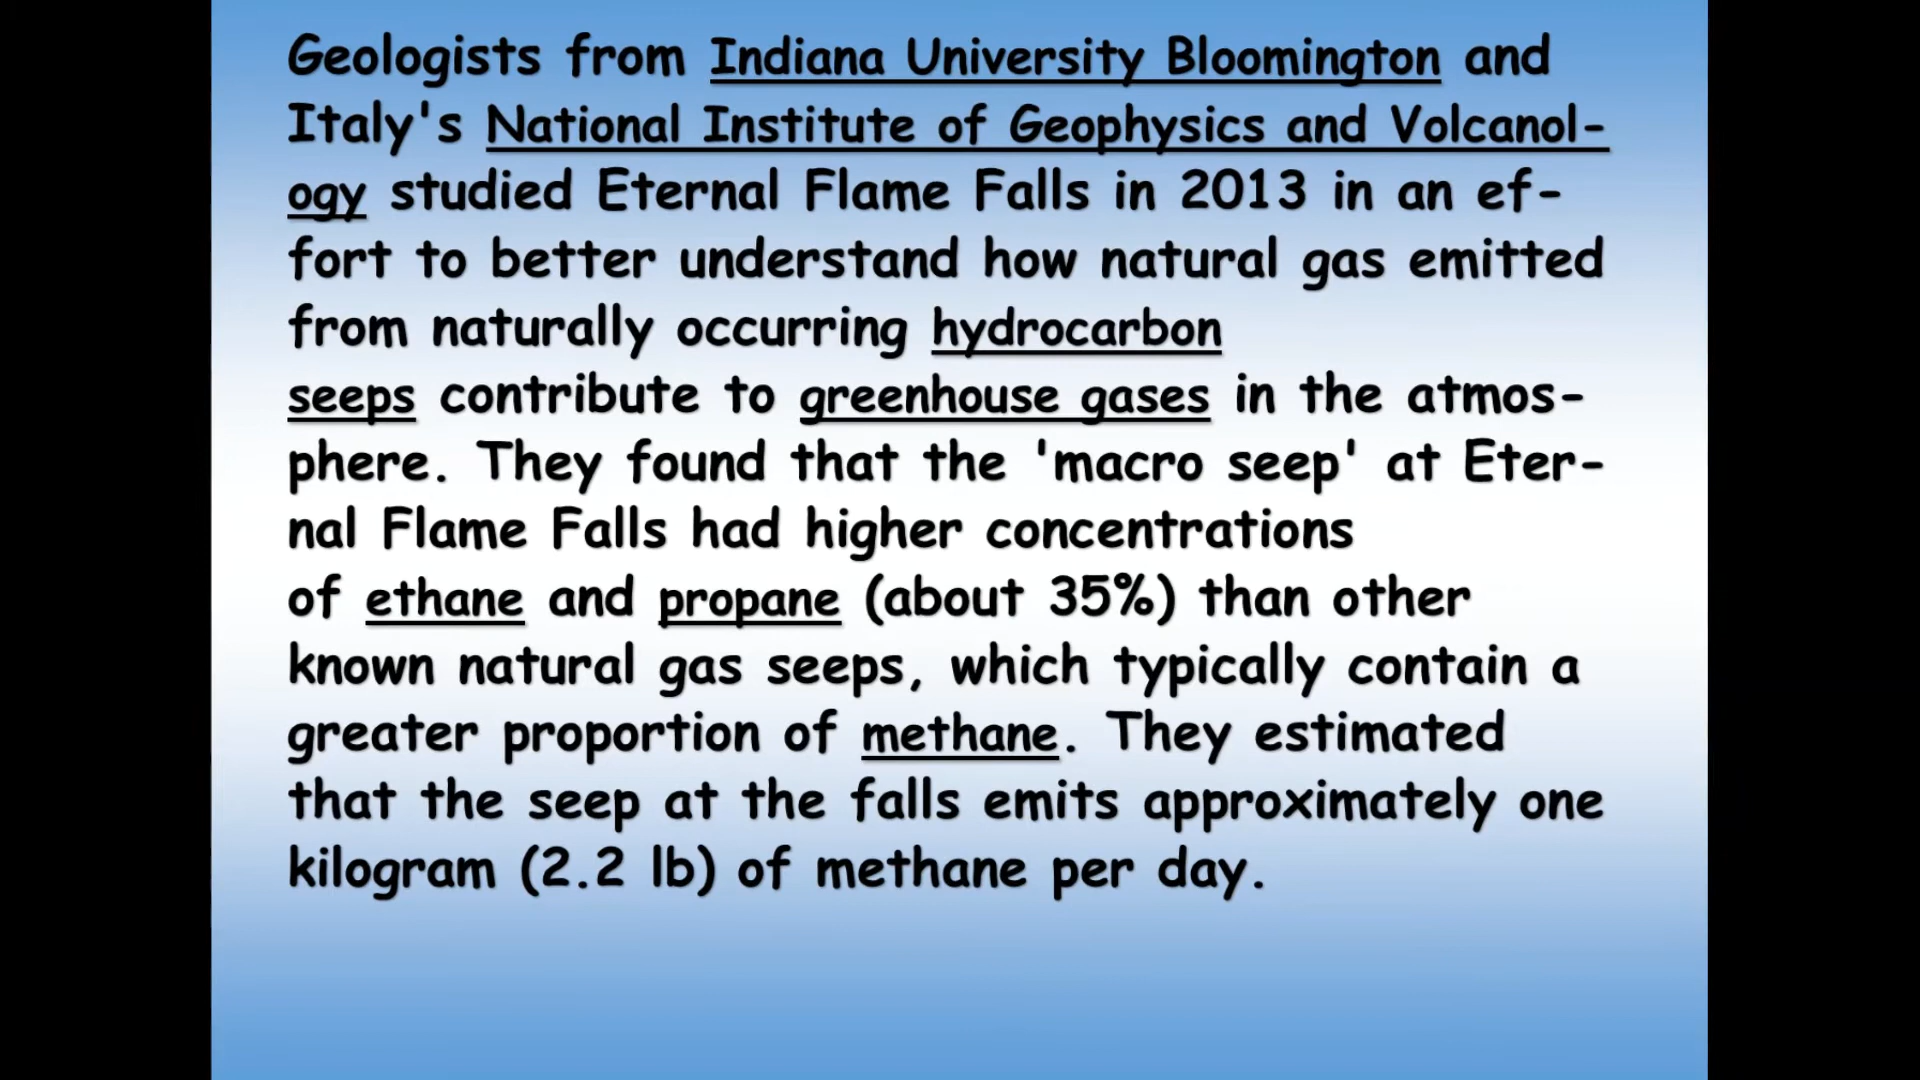 Geologists from Indiana University Bloomington and
Italy's National Institute of Geophysics and Volcanol-
ogy studied Eternal Flame Falls in 2013 in an ef-
fort to better understand how natural gas emitted
from naturally occurring hydrocarbon
seeps contribute to greenhouse gases in the atmos-
phere. They found that the 'macro seep' at Eter-
nal Flame Falls had higher concentrations
of ethane and propane (about 35%) than other
known natural gas seeps, which typically contain a
greater proportion of methane. They estimated
that the seep at the falls emits approximately one
kilogram (2.2 lb) of methane per day.